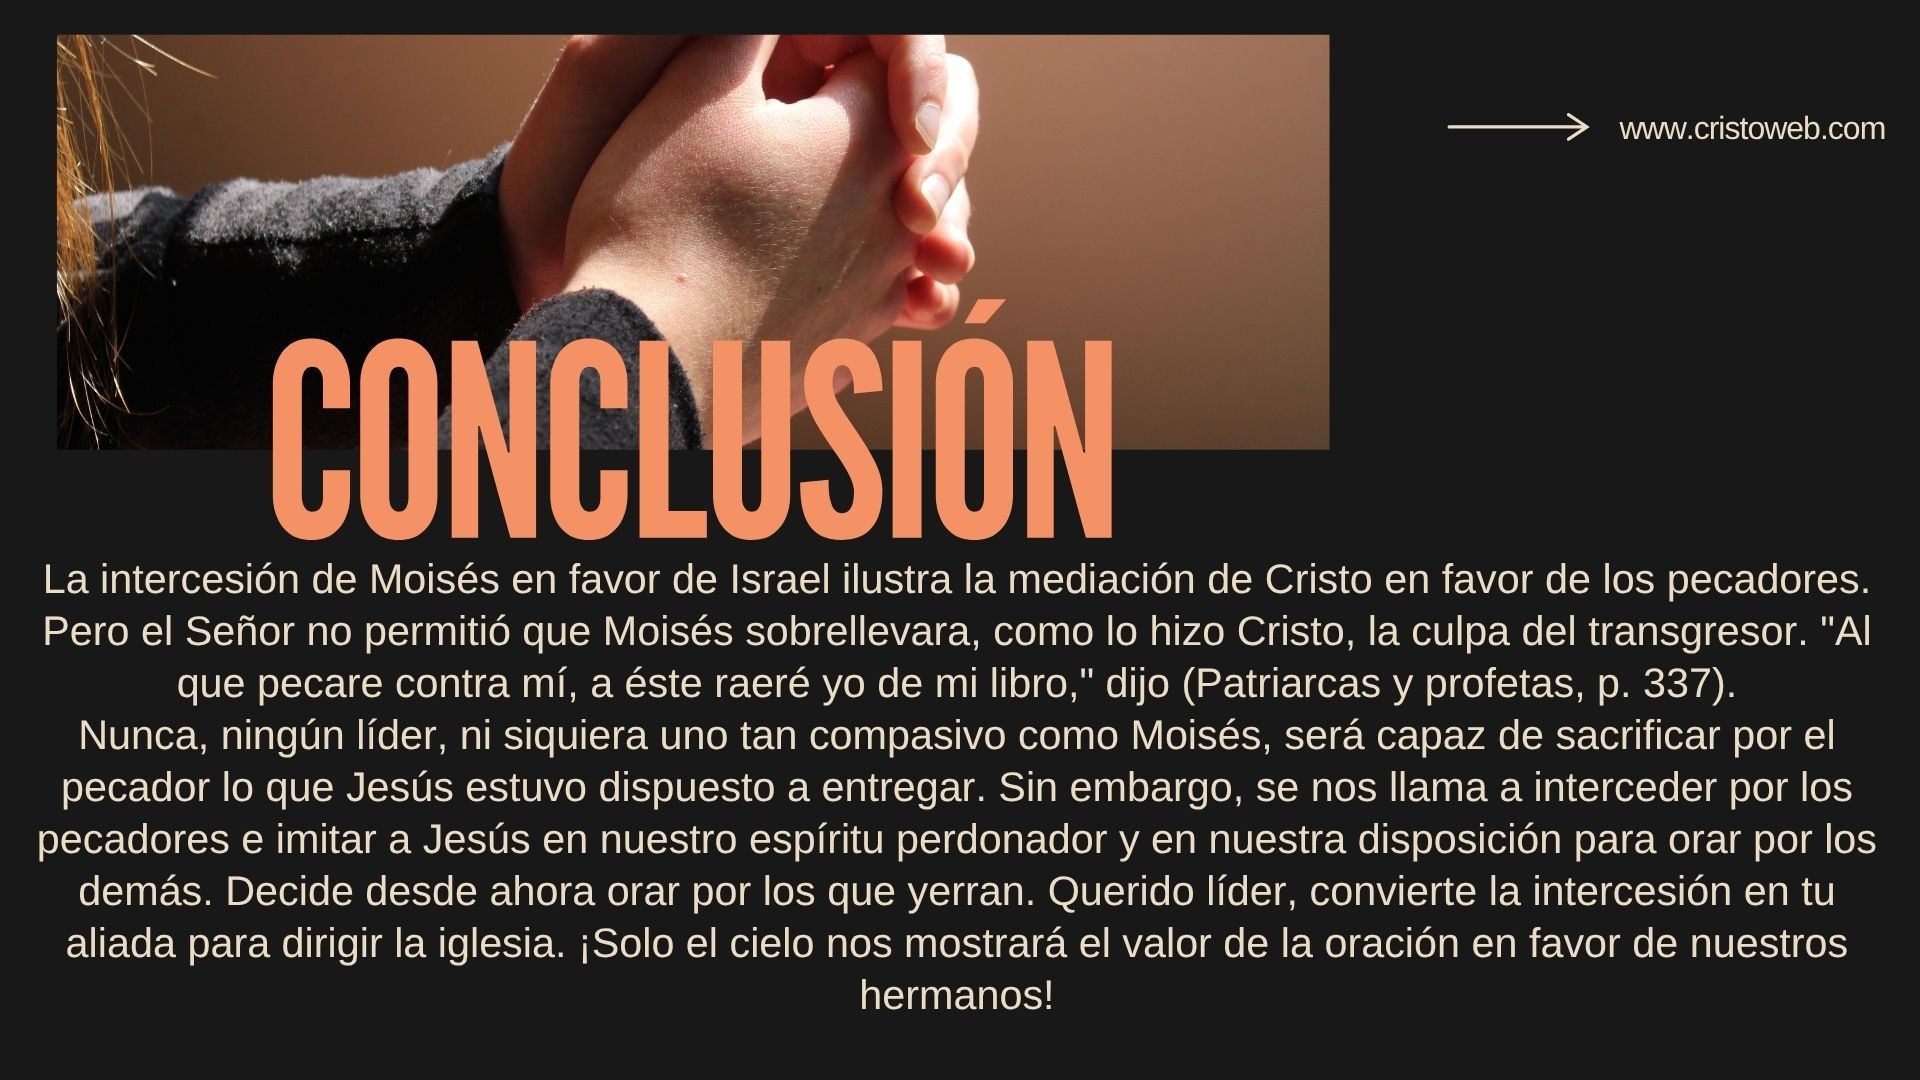 www.cristoweb.com
CONCLUSIÓN
La intercesión de Moisés en favor de Israel ilustra la mediación de Cristo en favor de los pecadores.
Pero el Señor no permitió que Moisés sobrellevara, como lo hizo Cristo, la culpa del transgresor. "Al
que pecare contra mí, a éste raeré yo de mi libro," dijo (Patriarcas y profetas, p. 337).
Nunca, ningún líder, ni siquiera uno tan compasivo como Moisés, será capaz de sacrificar por el
pecador lo que Jesús estuvo dispuesto a entregar. Sin embargo, se nos llama a interceder por los
pecadores e imitar a Jesús en nuestro espíritu perdonador y en nuestra disposición para orar por los
demás. Decide desde ahora orar por los que yerran. Querido líder, convierte la intercesión en tu
aliada para dirigir la iglesia. ¡Solo el cielo nos mostrará el valor de la oración en favor de nuestros
hermanos!